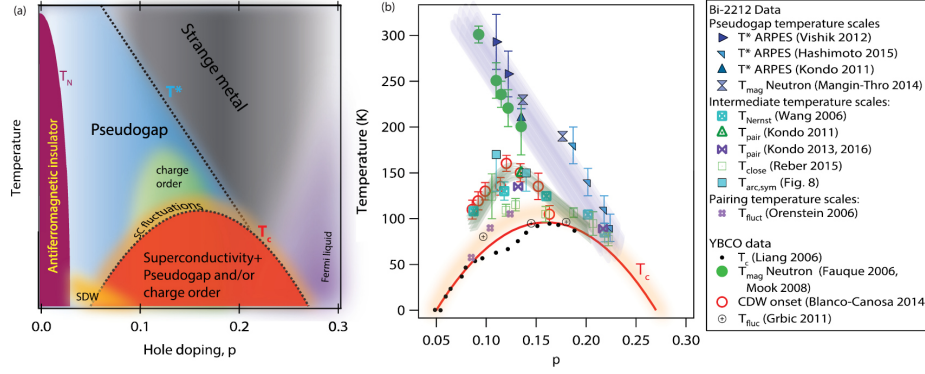 (a)
T_N
T*
Strange metal
Pseudogap
Antiferromagnetic insulator
charge order
SC fluctuations
T_c
Superconductivity+
Pseudogap and/or
charge order
SDW
Fermi liquid
Temperature
0.0
0.1
0.2
0.3
Hole doping, p
(b)
300
250
200
150
100
50
0
Temperature (K)
T_c
0.05
0.10
0.15
0.20
0.25
0.30
p
Bi-2212 Data
Pseudogap temperature scales
T* ARPES (Vishik 2012)
T* ARPES (Hashimoto 2015)
T* ARPES (Kondo 2011)
T_mag Neutron (Mangin-Thro 2014)
Intermediate temperature scales:
T_Nernst (Wang 2006)
T_pair (Kondo 2011)
T_pair (Kondo 2013, 2016)
T_close (Reber 2015)
T_arc,sym (Fig. 8)
Pairing temperature scales:
T_fluct (Orenstein 2006)
YBCO data
T_c (Liang 2006)
T_mag Neutron (Fauque 2006,
Mook 2008)
CDW onset (Blanco-Canosa 2014
T_fluc (Grbic 2011)